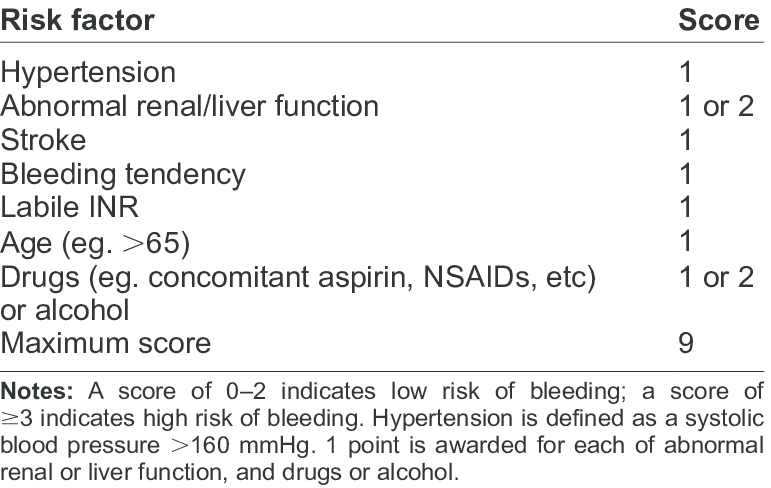 Risk factor Score
Hypertension 1
Abnormal renal/liver function 1 or 2
Stroke 1
Bleeding tendency 1
Labile INR 1
Age (eg. >65) 1
Drugs (eg. concomitant aspirin, NSAIDs, etc) 1 or 2
or alcohol
Maximum score 9
Notes: A score of 0–2 indicates low risk of bleeding; a score of
≥3 indicates high risk of bleeding. Hypertension is defined as a systolic
blood pressure >160 mmHg. 1 point is awarded for each of abnormal
renal or liver function, and drugs or alcohol.